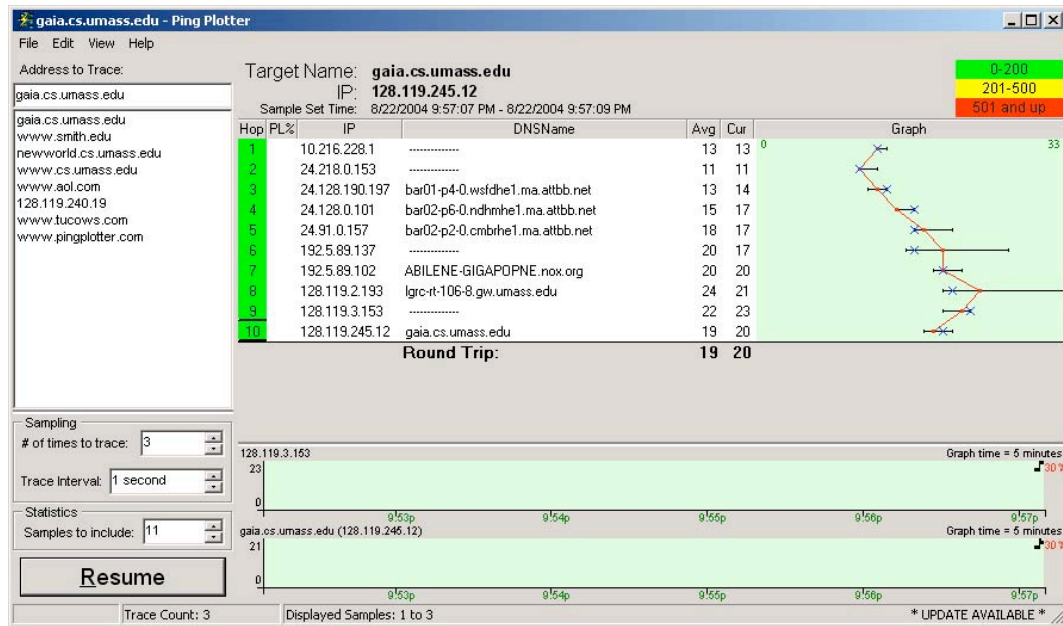 gaia.cs.umass.edu - Ping Plotter
File Edit View Help
Address to Trace:
gaia.cs.umass.edu
gaia.cs.umass.edu
www.smith.edu
newworld.cs.umass.edu
www.cs.umass.edu
www.aol.com
128.119.240.19
www.tucows.com
www.pingplotter.com
Target Name: gaia.cs.umass.edu
IP: 128.119.245.12
Sample Set Time: 8/22/2004 9:57:07 PM - 8/22/2004 9:57:09 PM
0-200
201-500
501 and up
Hop PL% IP DNSName Avg Cur Graph
0 33
1 10.216.228.1 -------------- 13 13
2 24.218.0.153 -------------- 11 11
3 24.128.190.197 bar01-p4-0.wsfdhe1.ma.attbb.net 13 14
4 24.128.0.101 bar02-p6-0.ndhmhe1.ma.attbb.net 15 17
5 24.91.0.157 bar02-p2-0.cmbrhe1.ma.attbb.net 18 17
6 192.5.89.137 -------------- 20 17
7 192.5.89.102 ABILENE-GIGAPOPNE.nox.org 20 20
8 128.119.2.193 lgrc-rt-106-8.gw.umass.edu 24 21
9 128.119.3.153 -------------- 22 23
10 128.119.245.12 gaia.cs.umass.edu 19 20
Round Trip: 19 20
Sampling
# of times to trace: 3
Trace Interval: 1 second
Statistics
Samples to include: 11
Resume
128.119.3.153 Graph time = 5 minutes
23 30%
0
9:53p 9:54p 9:55p 9:56p 9:57p
gaia.cs.umass.edu (128.119.245.12) Graph time = 5 minutes
21 30%
0
9:53p 9:54p 9:55p 9:56p 9:57p
Trace Count: 3 Displayed Samples: 1 to 3 * UPDATE AVAILABLE *